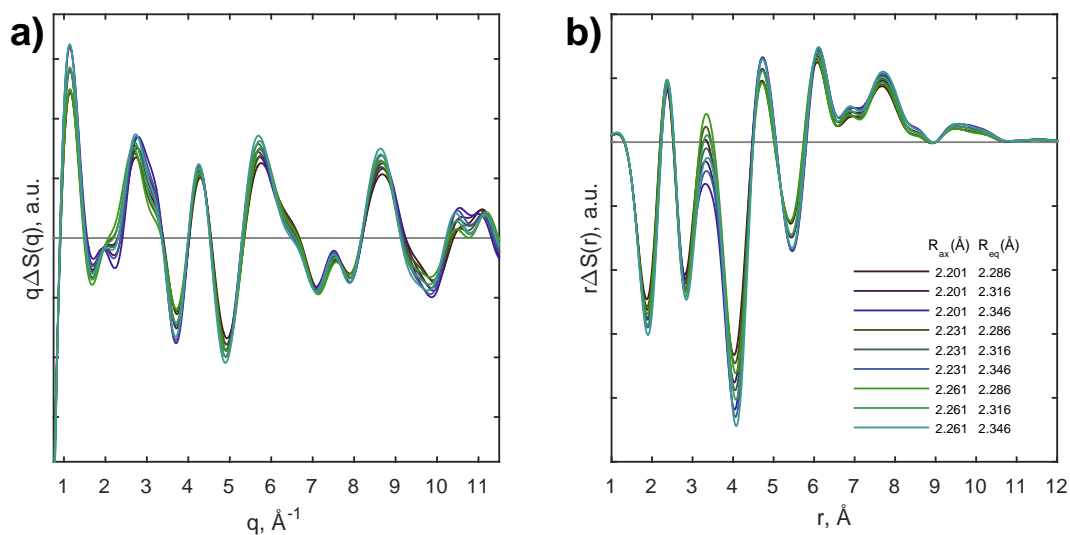 a)
qΔS(q), a.u.
1 2 3 4 5 6 7 8 9 10 11
q, Å⁻¹
b)
rΔS(r), a.u.
R_ax(Å) R_eq(Å)
2.201 2.286
2.201 2.316
2.201 2.346
2.231 2.286
2.231 2.316
2.231 2.346
2.261 2.286
2.261 2.316
2.261 2.346
1 2 3 4 5 6 7 8 9 10 11 12
r, Å